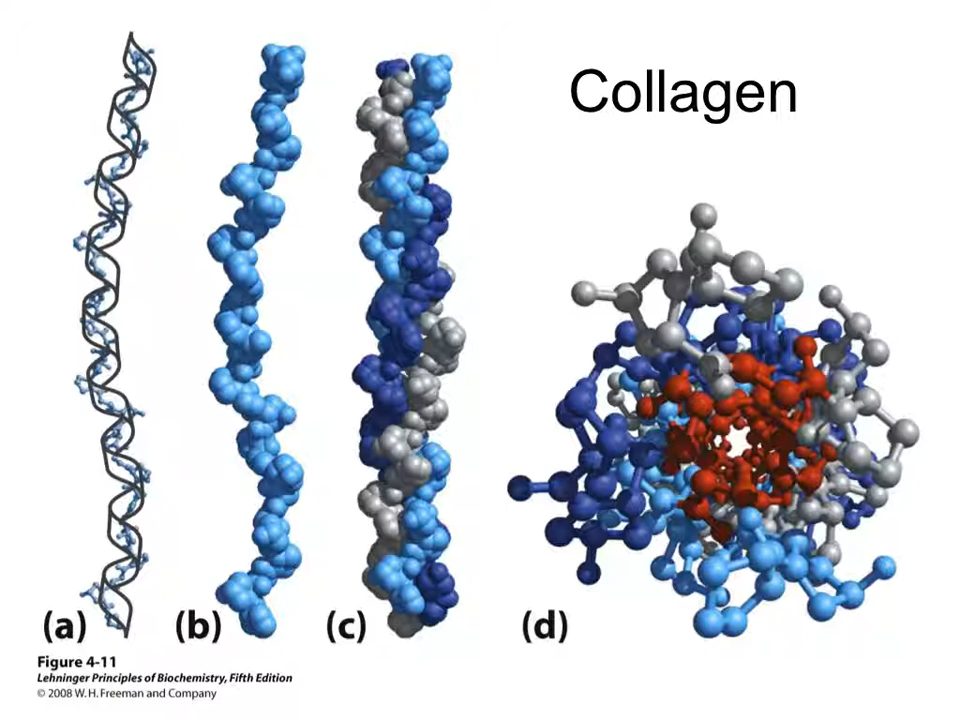 Collagen
(a) (b) (c) (d)
Figure 4-11
Lehninger Principles of Biochemistry, Fifth Edition
© 2008 W. H. Freeman and Company